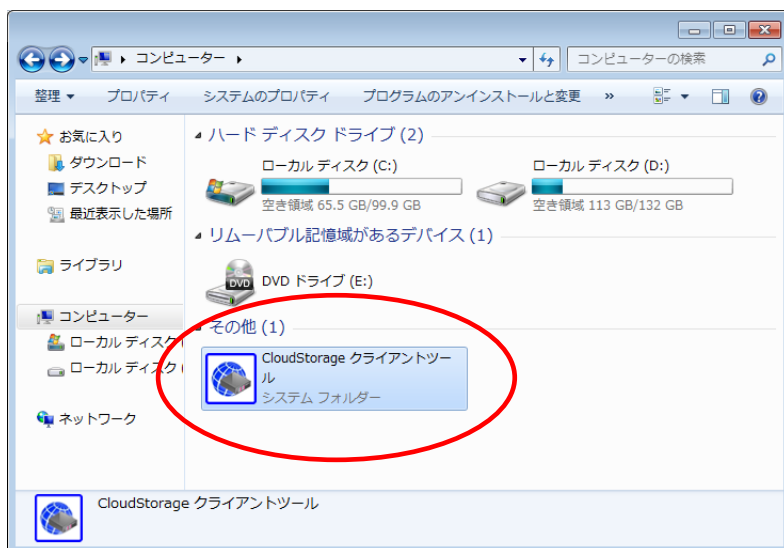 コンピューター
コンピューターの検索
整理 プロパティ システムのプロパティ プログラムのアンインストールと変更 »
お気に入り
ダウンロード
デスクトップ
最近表示した場所
ライブラリ
コンピューター
ローカル ディスク (
ローカル ディスク (
ネットワーク
ハード ディスク ドライブ (2)
ローカル ディスク (C:)
空き領域 65.5 GB/99.9 GB
ローカル ディスク (D:)
空き領域 113 GB/132 GB
リムーバブル記憶域があるデバイス (1)
DVD
DVD ドライブ (E:)
その他 (1)
CloudStorage クライアントツー
ル
システム フォルダー
CloudStorage クライアントツール